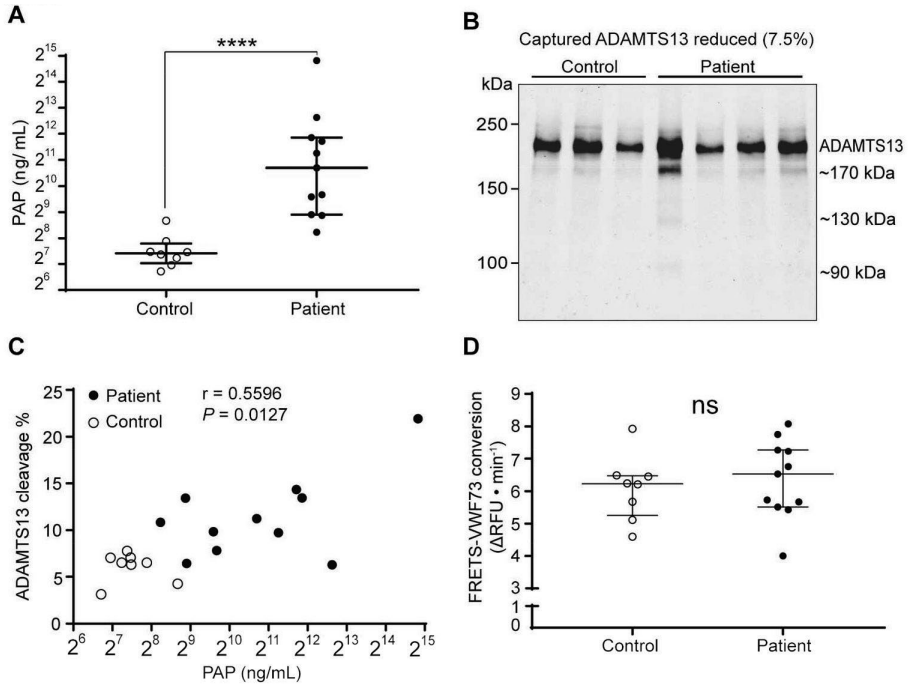 A
****
2^15
2^14
2^13
2^12
2^11
2^10
2^9
2^8
2^7
2^6
PAP (ng/mL)
Control
Patient
B
Captured ADAMTS13 reduced (7.5%)
Control
Patient
kDa
250
150
100
ADAMTS13
~170 kDa
~130 kDa
~90 kDa
C
Patient
Control
r = 0.5596
P = 0.0127
25
20
15
10
5
0
ADAMTS13 cleavage %
2^6 2^7 2^8 2^9 2^10 2^11 2^12 2^13 2^14 2^15
PAP (ng/mL)
D
ns
9
8
7
6
5
4
3
1
0
FRETS-VWF73 conversion
(ΔRFU • min⁻¹)
Control
Patient